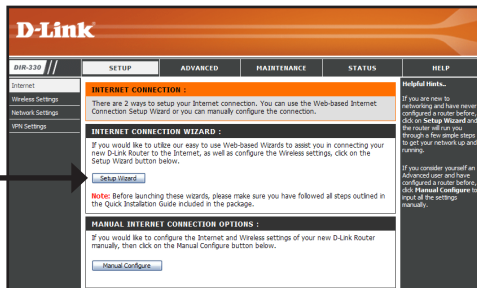 D-Link
DIR-330
SETUP
ADVANCED
MAINTENANCE
STATUS
HELP
Internet
Wireless Settings
Network Settings
VPN Settings
INTERNET CONNECTION :
There are 2 ways to setup your Internet connection. You can use the Web-based Internet
Connection Setup Wizard or you can manually configure the connection.
INTERNET CONNECTION WIZARD :
If you would like to utilize our easy to use Web-based Wizards to assist you in connecting your
new D-Link Router to the Internet, as well as configure the Wireless settings, click on the
Setup Wizard button below.
Setup Wizard
Note: Before launching these wizards, please make sure you have followed all steps outlined in
the Quick Installation Guide included in the package.
MANUAL INTERNET CONNECTION OPTIONS :
If you would like to configure the Internet and Wireless settings of your new D-Link Router
manually, then click on the Manual Configure button below.
Manual Configure
Helpful Hints..
If you are new to
networking and have never
configured a router before,
click on Setup Wizard and
the router will run you
through a few simple steps
to get your network up and
running.
If you consider yourself an
Advanced user and have
configured a router before,
click Manual Configure to
input all the settings
manually.